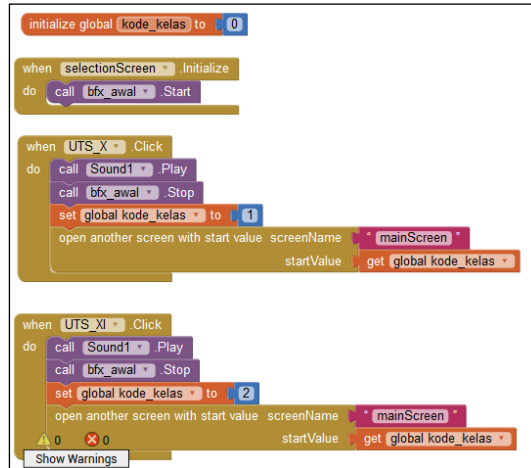 initialize global kode_kelas to 0
when selectionScreen .Initialize
do call bfx_awal .Start
when UTS_X .Click
do call Sound1 .Play
call bfx_awal .Stop
set global kode_kelas to 1
open another screen with start value screenName " mainScreen "
startValue get global kode_kelas
when UTS_XI .Click
do call Sound1 .Play
call bfx_awal .Stop
set global kode_kelas to 2
open another screen with start value screenName " mainScreen "
0 0 startValue get global kode_kelas
Show Warnings